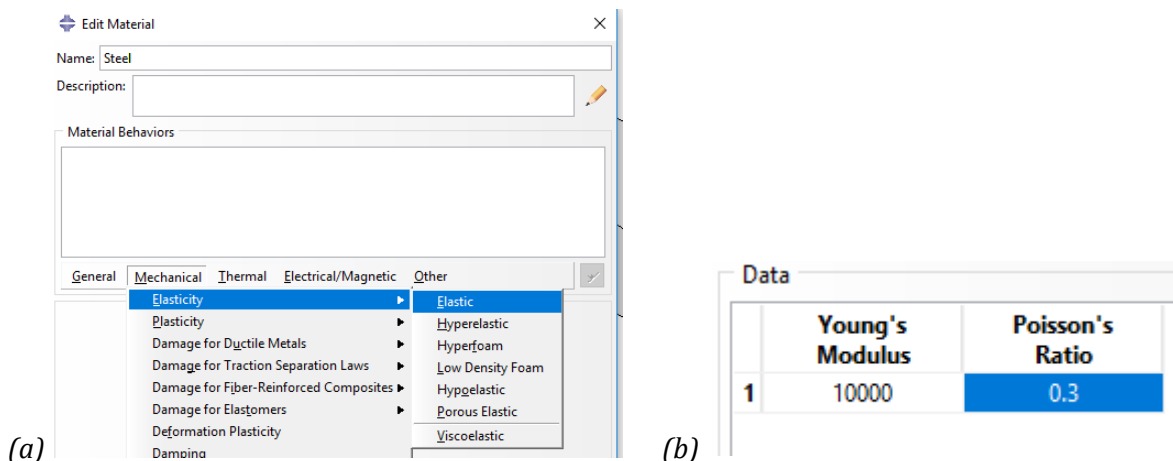 Edit Material
Name: Steel
Description:
Material Behaviors
General Mechanical Thermal Electrical/Magnetic Other
Elasticity
Plasticity
Damage for Ductile Metals
Damage for Traction Separation Laws
Damage for Fiber-Reinforced Composites
Damage for Elastomers
Deformation Plasticity
Damping
Elastic
Hyperelastic
Hyperfoam
Low Density Foam
Hypoelastic
Porous Elastic
Viscoelastic
(a)
Data
Young's Poisson's
Modulus Ratio
1 10000 0.3
(b)